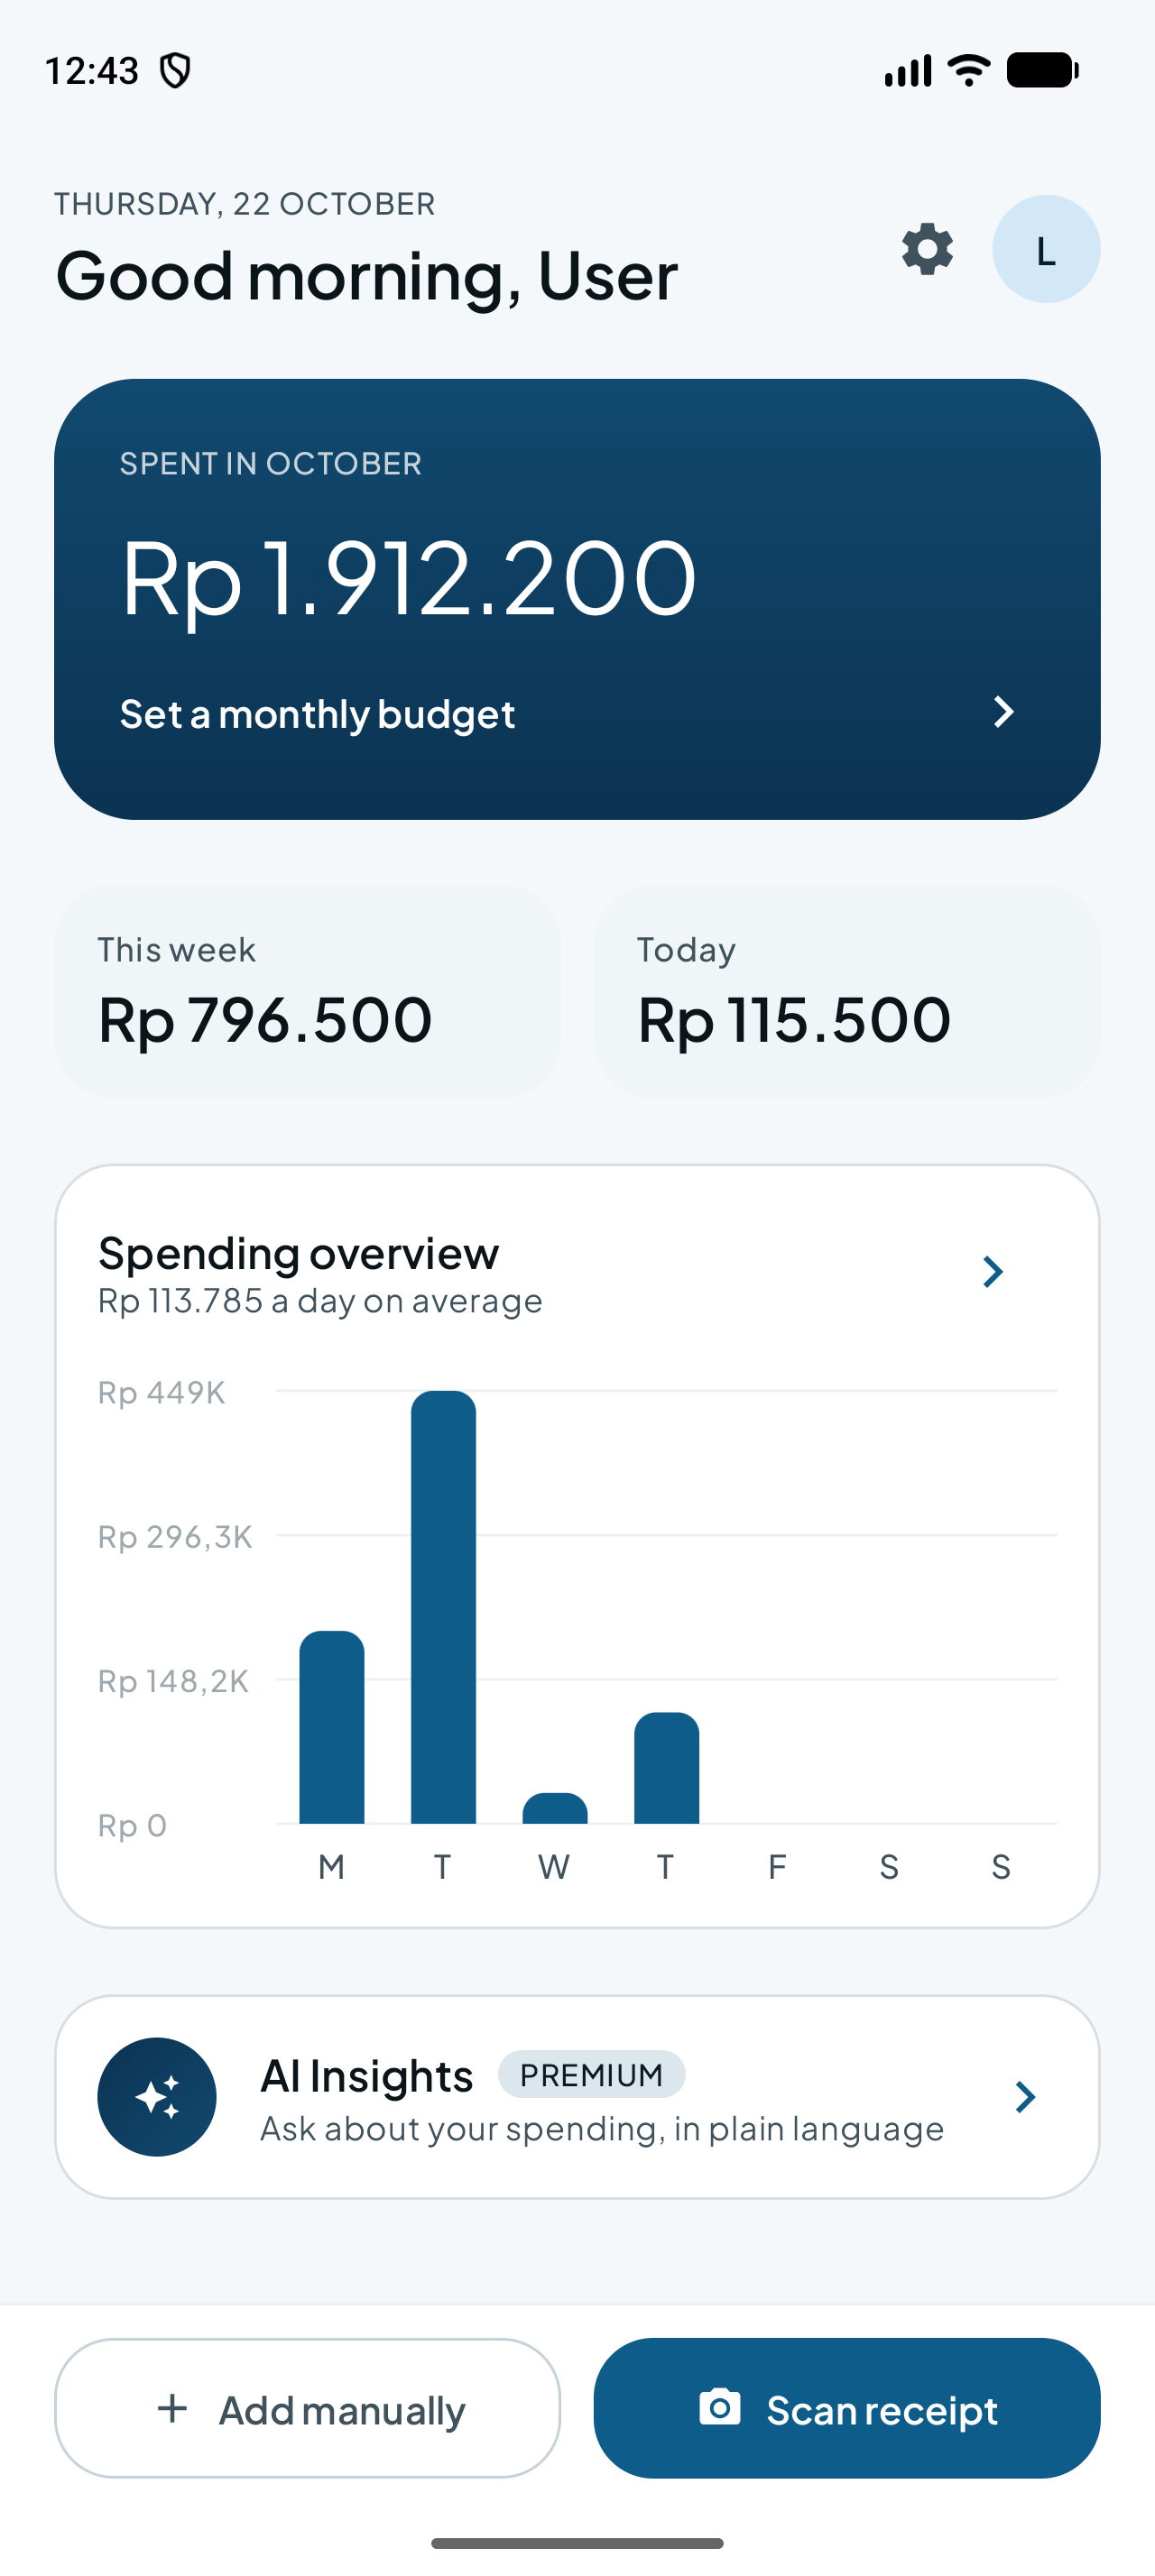 12:43
THURSDAY, 22 OCTOBER
Good morning, User
L
SPENT IN OCTOBER
Rp 1.912.200
Set a monthly budget
This week
Rp 796.500
Today
Rp 115.500
Spending overview
Rp 113.785 a day on average
Rp 449K
Rp 296,3K
Rp 148,2K
Rp 0
M T W T F S S
AI Insights PREMIUM
Ask about your spending, in plain language
Add manually
Scan receipt